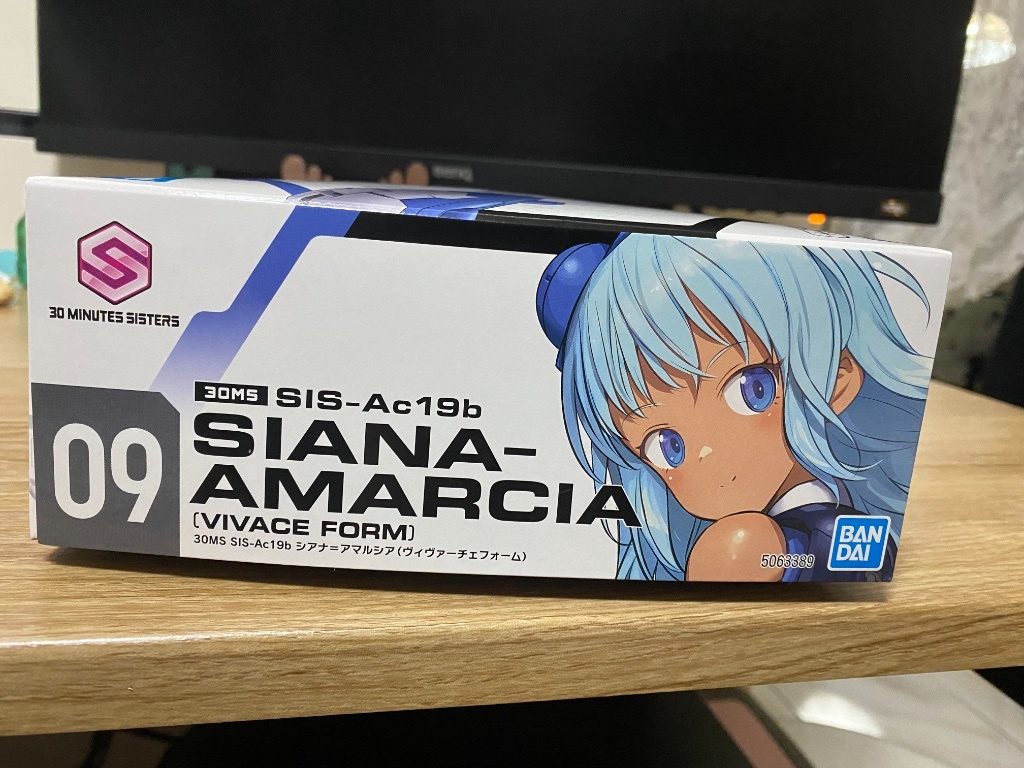 30 MINUTES SISTERS
09
30MS SIS-Ac19b
SIANA-
AMARCIA
(VIVACE FORM)
30MS SIS-Ac19b シアナ=アマルシア(ヴィヴァーチェフォーム)
5063389
BAN
DAI